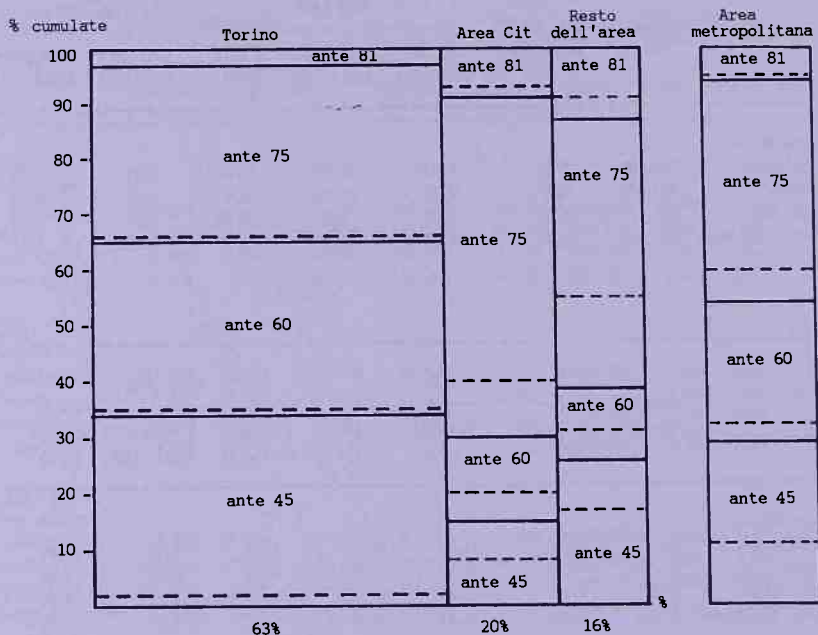 % cumulate
Torino
Area Cit
Resto
dell'area
Area
metropolitana
100
90
80
70
60
50
40
30
20
10
ante 81
ante 75
ante 60
ante 45
ante 81
ante 75
ante 60
ante 45
ante 81
ante 75
ante 60
ante 45
ante 81
ante 75
ante 60
ante 45
%
63%
20%
16%